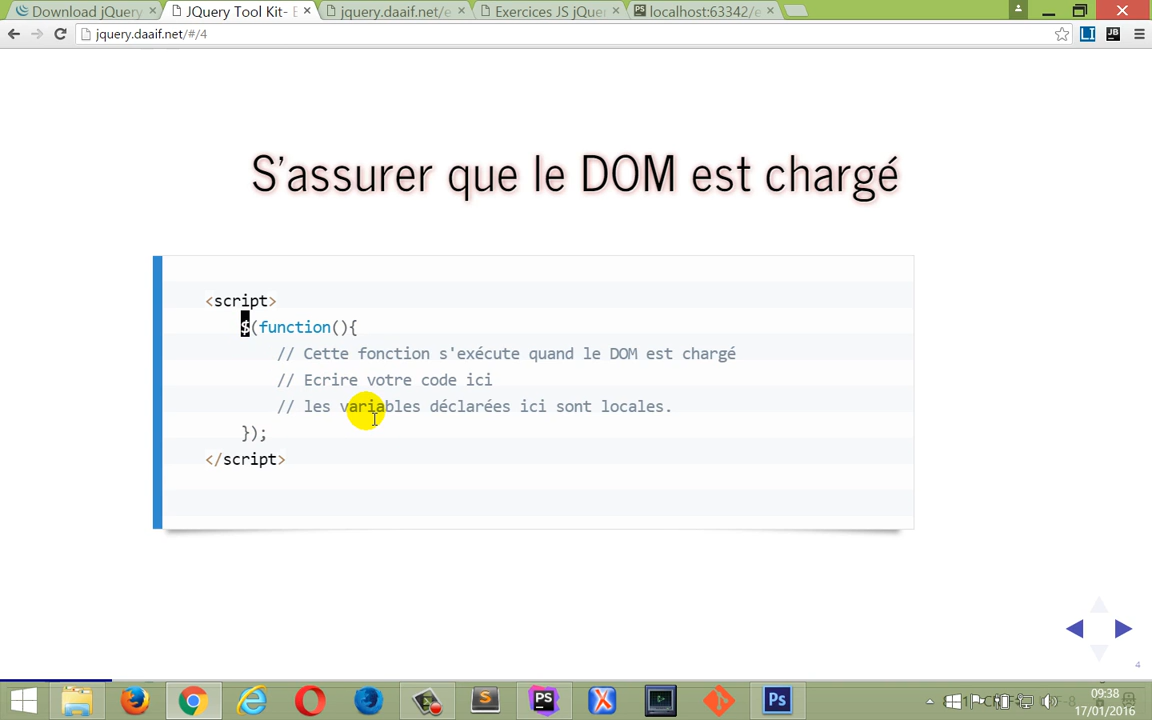 Download jQuery
JQuery Tool Kit- E
jquery.daaif.net/e
Exercices JS jQuer
localhost:63342/e
jquery.daaif.net/#/4
S'assurer que le DOM est chargé
<script>
$(function(){
// Cette fonction s'exécute quand le DOM est chargé
// Ecrire votre code ici
// les variables déclarées ici sont locales.
});
</script>
4
09:38
17/01/2016